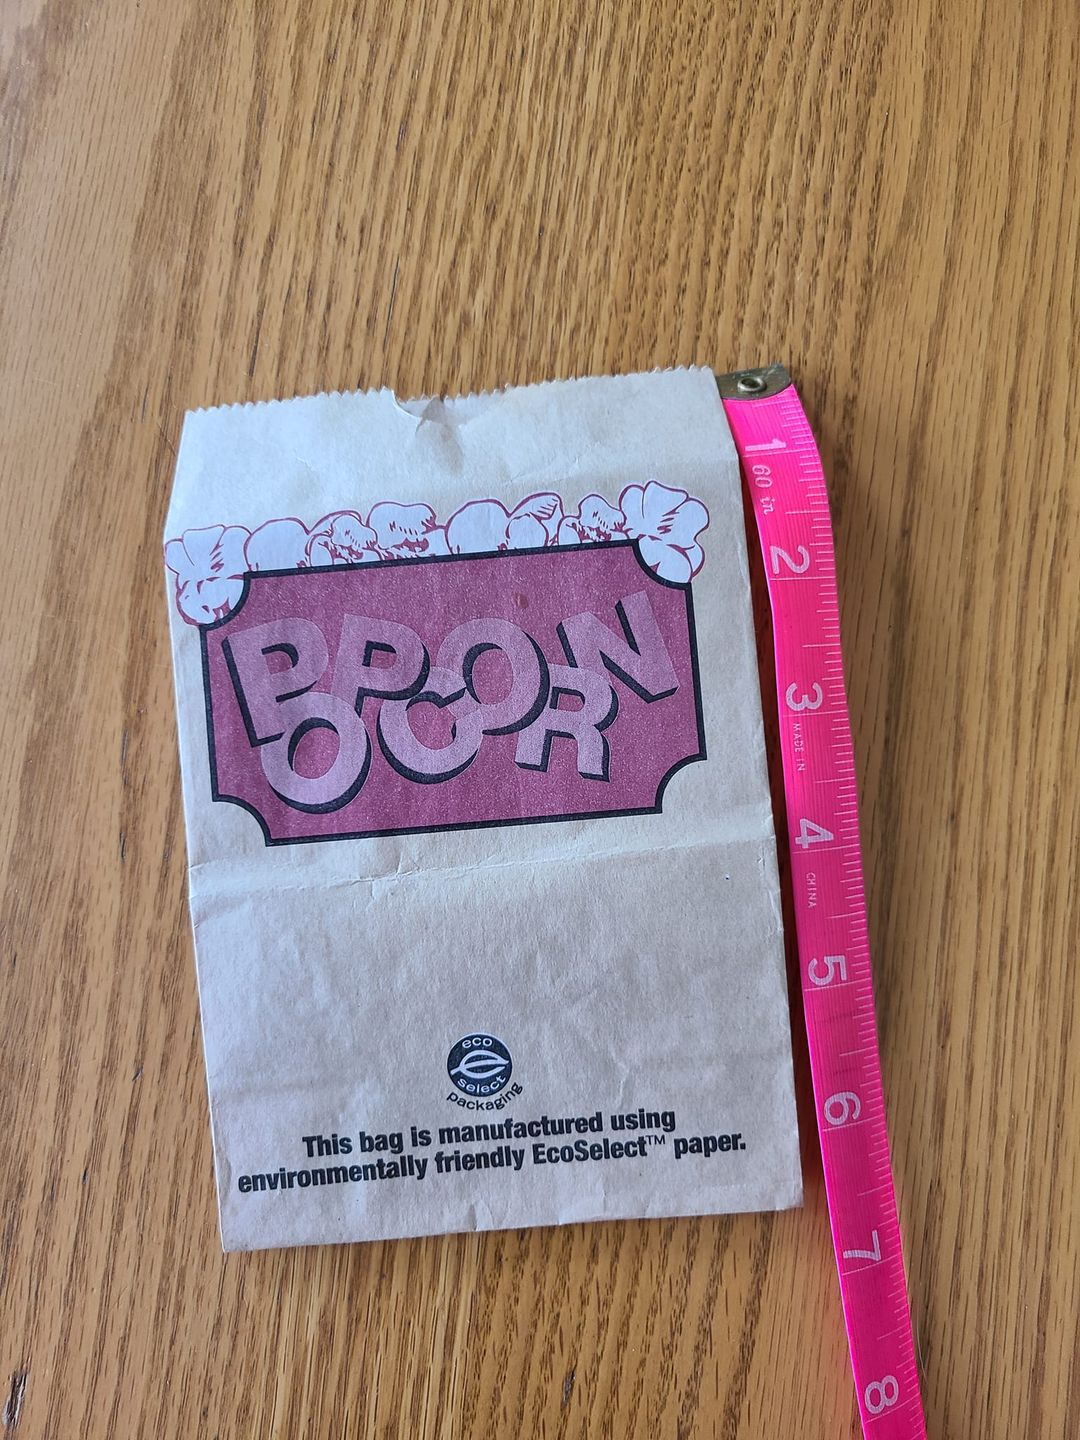 POPCORN
eco
select
packaging
This bag is manufactured using
environmentally friendly EcoSelect™ paper.
1
60 in
2
3
MADE IN
4
CHINA
5
6
7
8